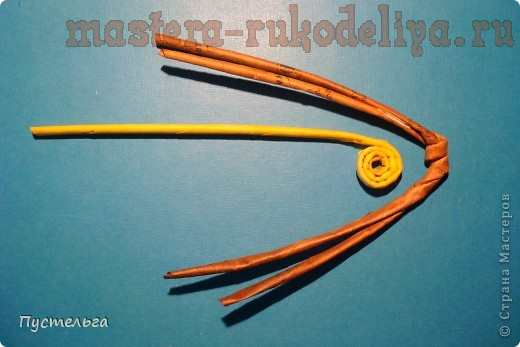 mastera-rukodeliya.ru
Пустельга
© Страна Мастеров